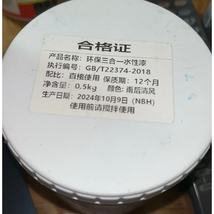 合格证
产品名称：环保三合一水性漆
执行编号：GB/T22374-2018
配比：直接使用 保质期：12个月
净含量：0.5kg 颜色：雨后清风
生产日期：2024年10月9日（NBH）
使用前请搅拌使用